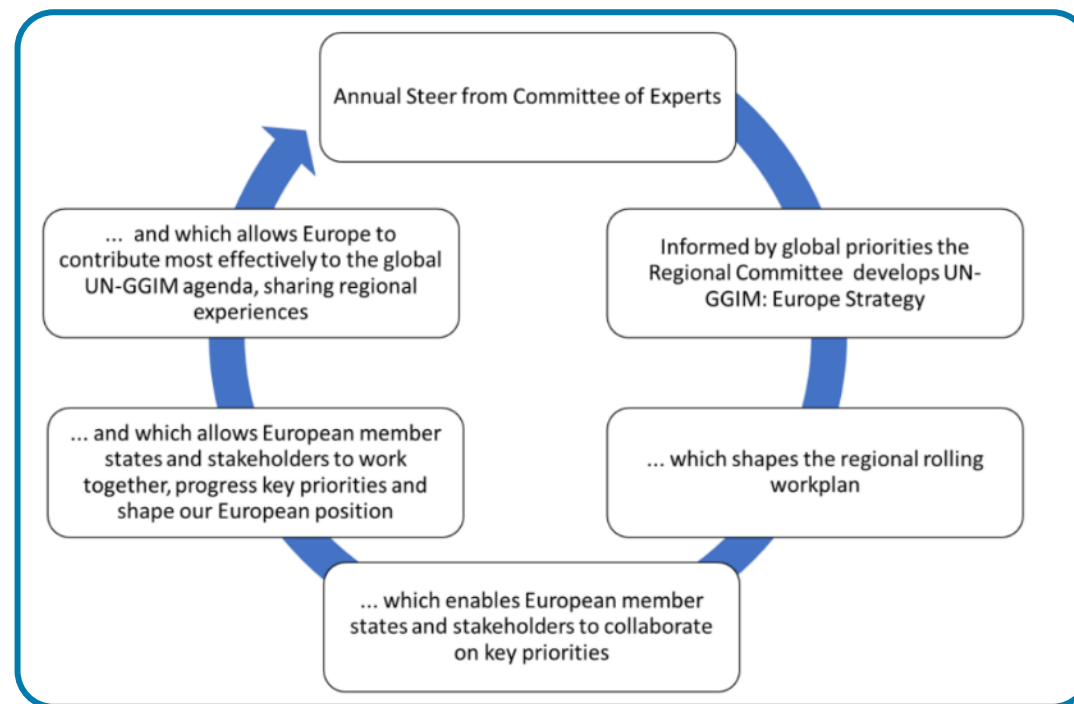 Annual Steer from Committee of Experts
Informed by global priorities the
Regional Committee develops UN-
GGIM: Europe Strategy
... which shapes the regional rolling
workplan
... which enables European member
states and stakeholders to collaborate
on key priorities
... and which allows European member
states and stakeholders to work
together, progress key priorities and
shape our European position
... and which allows Europe to
contribute most effectively to the global
UN-GGIM agenda, sharing regional
experiences